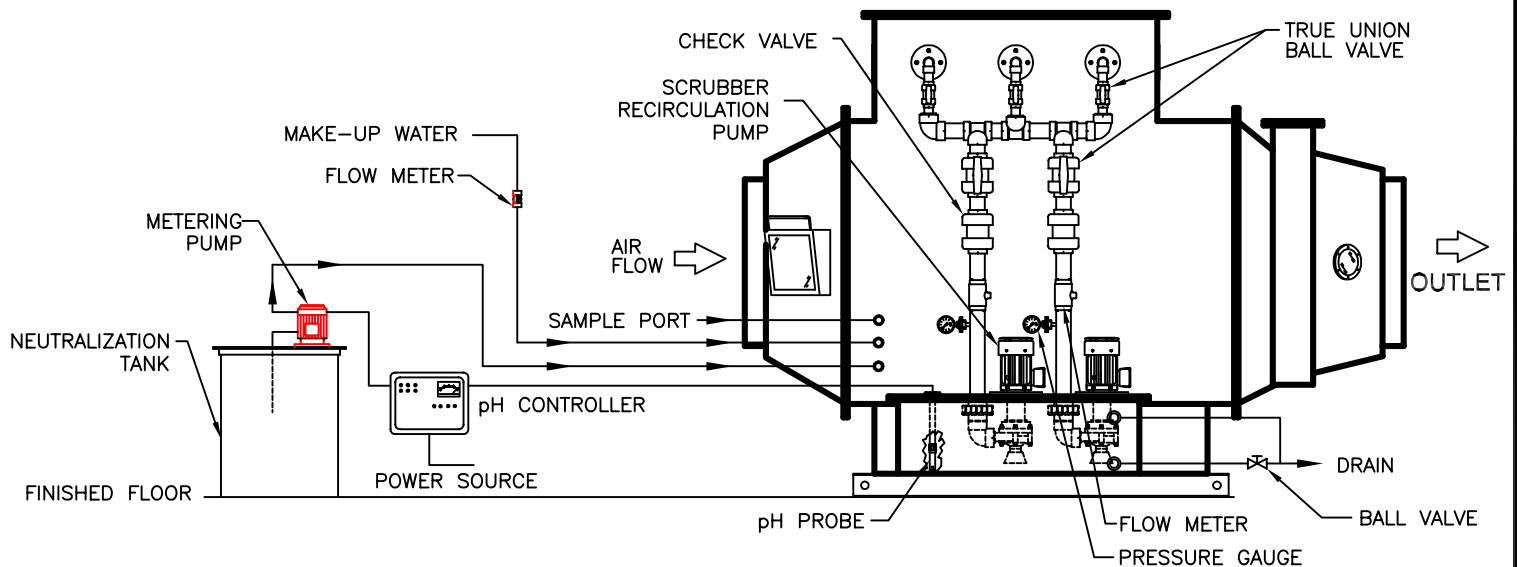 CHECK VALVE
TRUE UNION
BALL VALVE
SCRUBBER
RECIRCULATION
PUMP
MAKE-UP WATER
FLOW METER
METERING
PUMP
AIR
FLOW
OUTLET
SAMPLE PORT
NEUTRALIZATION
TANK
pH CONTROLLER
POWER SOURCE
DRAIN
FINISHED FLOOR
pH PROBE
FLOW METER
BALL VALVE
PRESSURE GAUGE